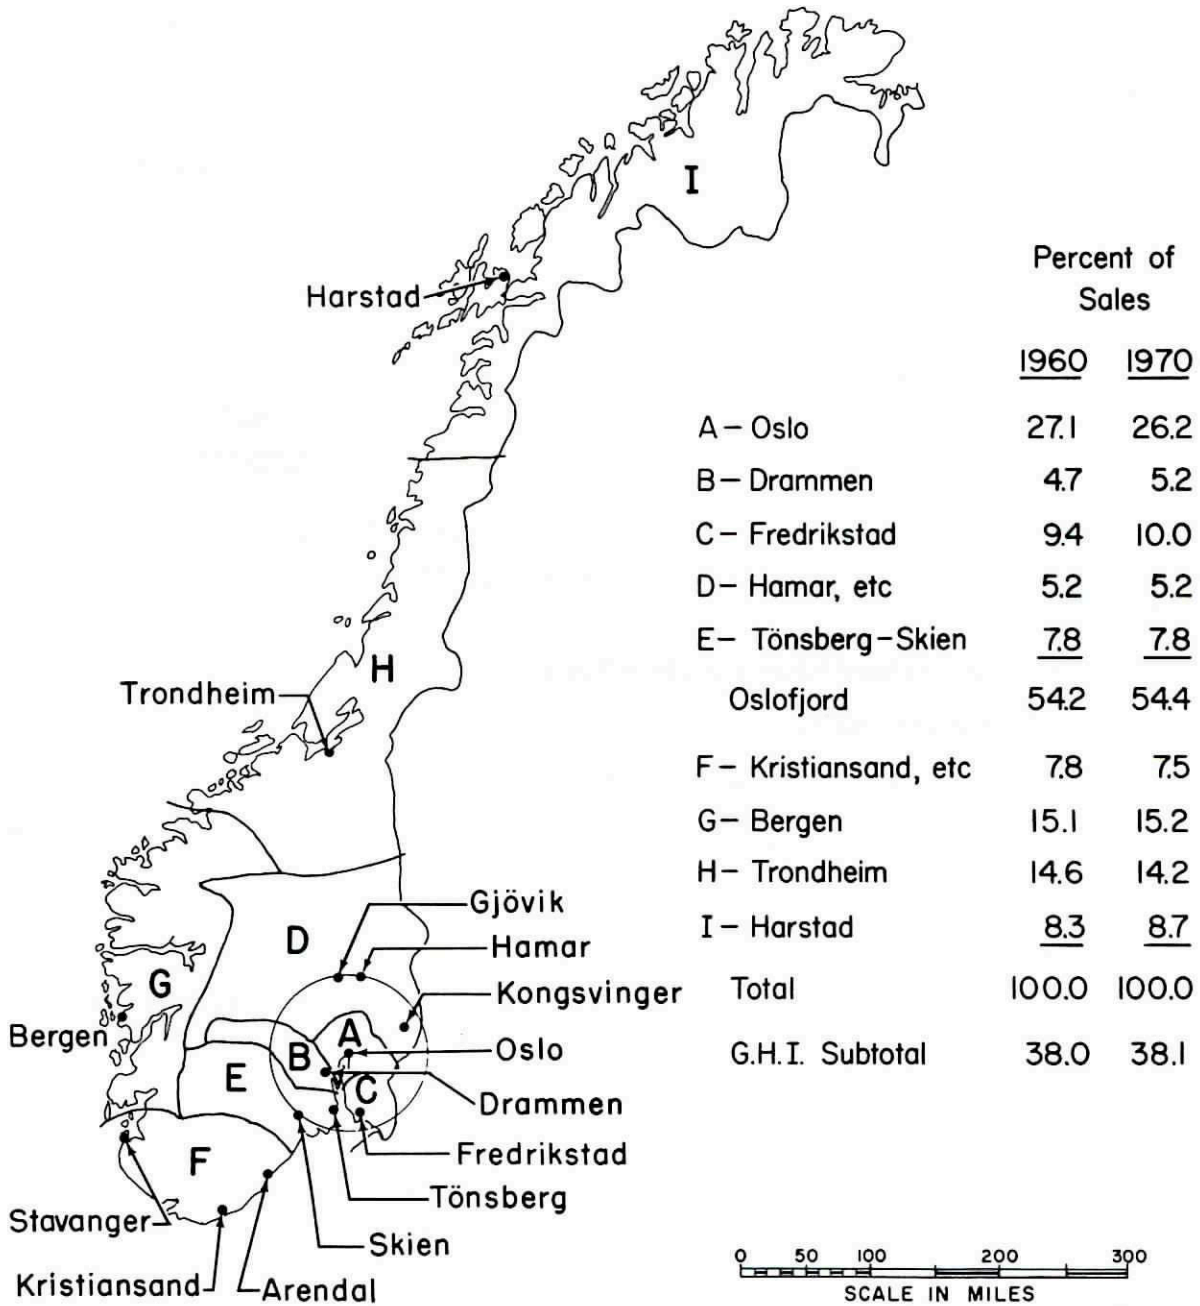 I
Harstad
Percent of
Sales
1960 1970
A – Oslo 27.1 26.2
B – Drammen 4.7 5.2
C – Fredrikstad 9.4 10.0
D – Hamar, etc 5.2 5.2
E – Tönsberg – Skien 7.8 7.8
Oslofjord 54.2 54.4
F – Kristiansand, etc 7.8 7.5
G – Bergen 15.1 15.2
H – Trondheim 14.6 14.2
I – Harstad 8.3 8.7
Total 100.0 100.0
G.H.I. Subtotal 38.0 38.1
H
Trondheim
Gjövik
D
Hamar
G
Kongsvinger
Bergen
A
Oslo
B
E
C
Drammen
F
Fredrikstad
Tönsberg
Stavanger
Skien
Kristiansand
Arendal
0 50 100 200 300
SCALE IN MILES